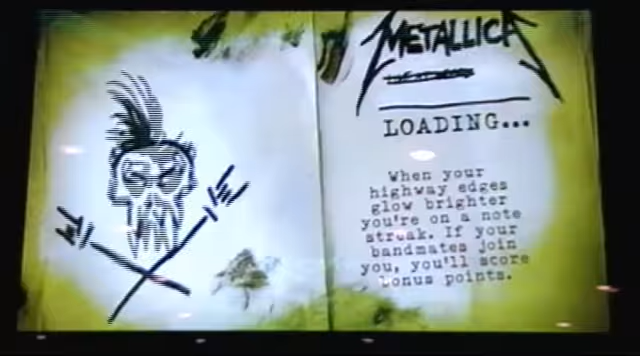 METALLICA
LOADING...
When your
highway edges
glow brighter
you're on a note
streak. If your
bandmates join
you, you'll score
bonus points.